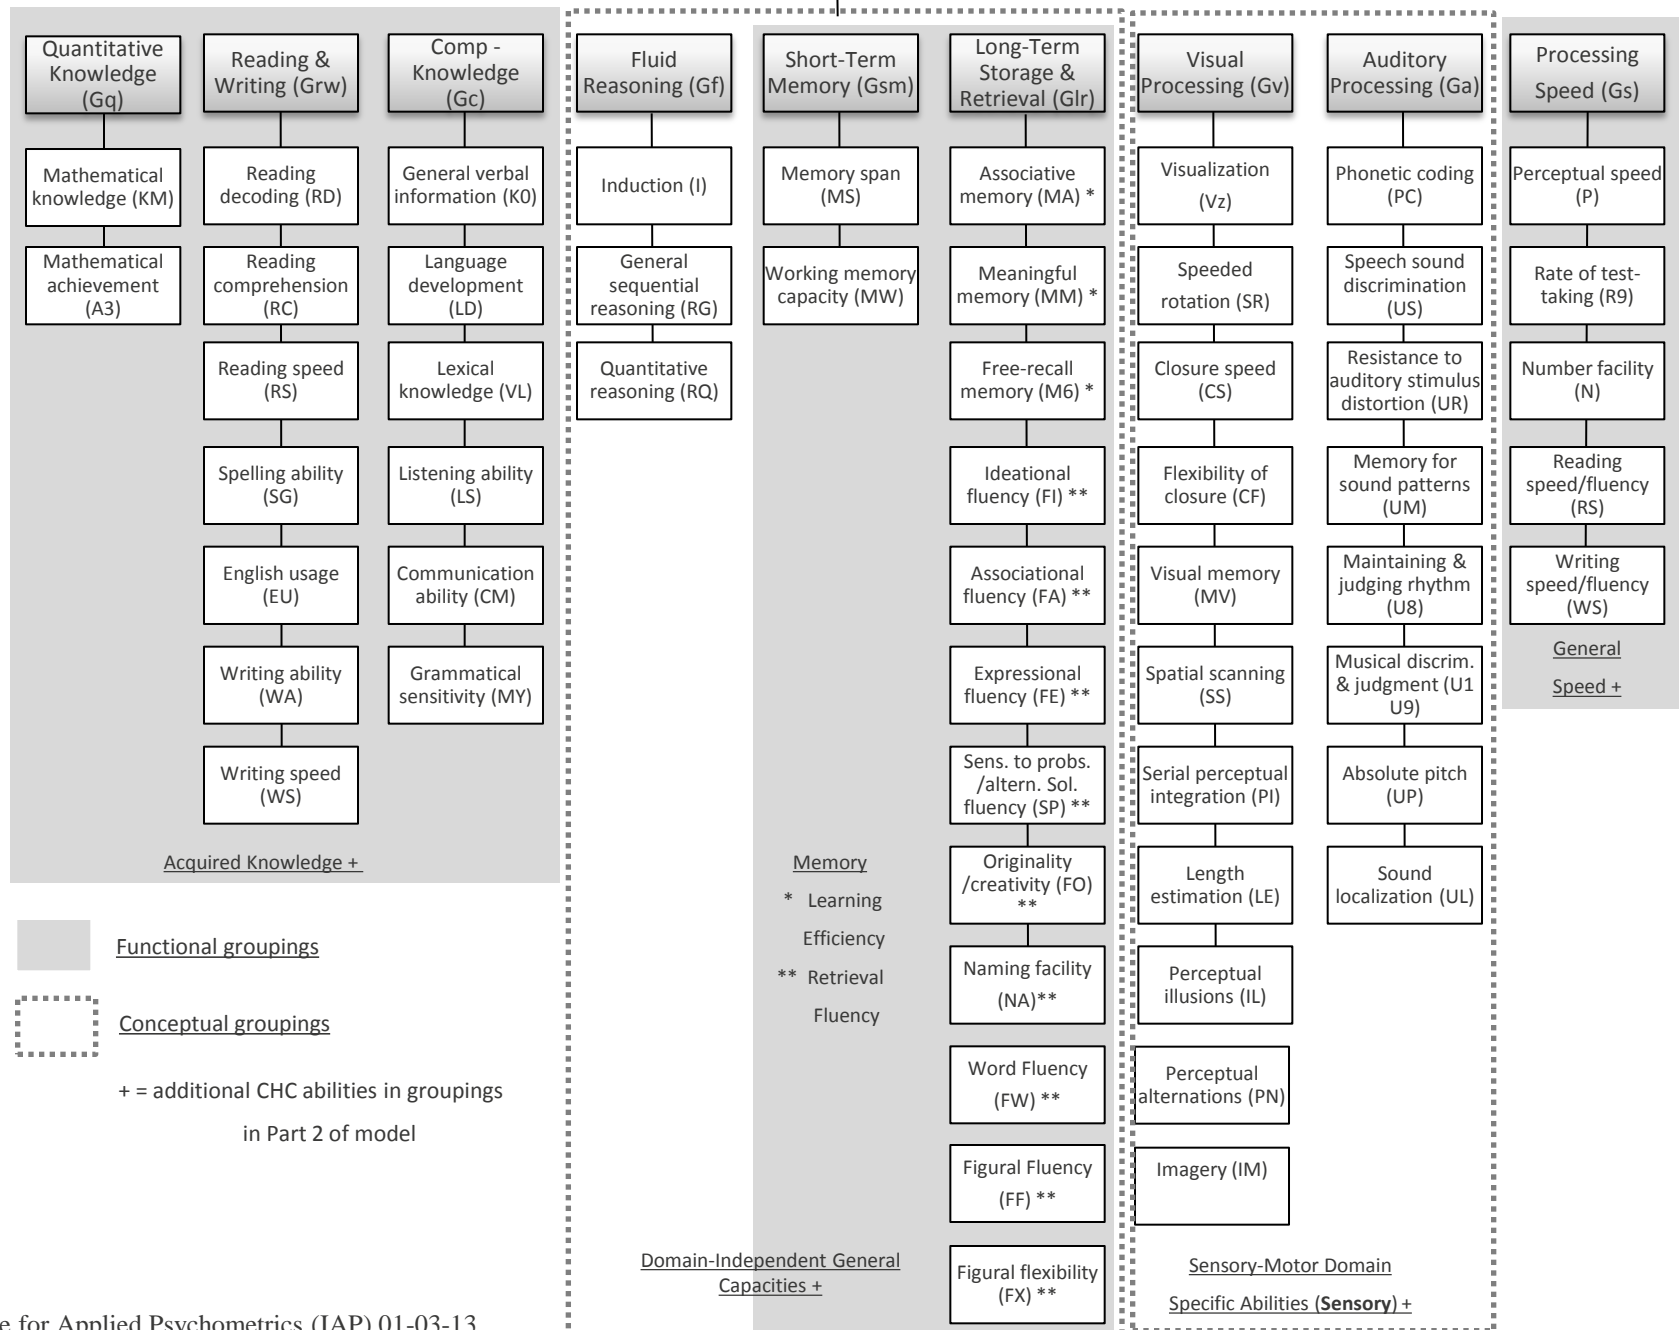 Quantitative
Knowledge
(Gq)
Mathematical
knowledge (KM)
Mathematical
achievement
(A3)
Reading &
Writing (Grw)
Reading
decoding (RD)
Reading
comprehension
(RC)
Reading speed
(RS)
Spelling ability
(SG)
English usage
(EU)
Writing ability
(WA)
Writing speed
(WS)
Comp -
Knowledge
(Gc)
General verbal
information (K0)
Language
development
(LD)
Lexical
knowledge (VL)
Listening ability
(LS)
Communication
ability (CM)
Grammatical
sensitivity (MY)
Acquired Knowledge +
Fluid
Reasoning (Gf)
Induction (I)
General
sequential
reasoning (RG)
Quantitative
reasoning (RQ)
Short-Term
Memory (Gsm)
Memory span
(MS)
Working memory
capacity (MW)
Memory
* Learning
Efficiency
** Retrieval
Fluency
Long-Term
Storage &
Retrieval (Glr)
Associative
memory (MA) *
Meaningful
memory (MM) *
Free-recall
memory (M6) *
Ideational
fluency (FI) **
Associational
fluency (FA) **
Expressional
fluency (FE) **
Sens. to probs.
/altern. Sol.
fluency (SP) **
Originality
/creativity (FO)
**
Naming facility
(NA)**
Word Fluency
(FW) **
Figural Fluency
(FF) **
Figural flexibility
(FX) **
Domain-Independent General
Capacities +
Visual
Processing (Gv)
Visualization
(Vz)
Speeded
rotation (SR)
Closure speed
(CS)
Flexibility of
closure (CF)
Visual memory
(MV)
Spatial scanning
(SS)
Serial perceptual
integration (PI)
Length
estimation (LE)
Perceptual
illusions (IL)
Perceptual
alternations (PN)
Imagery (IM)
Auditory
Processing (Ga)
Phonetic coding
(PC)
Speech sound
discrimination
(US)
Resistance to
auditory stimulus
distortion (UR)
Memory for
sound patterns
(UM)
Maintaining &
judging rhythm
(U8)
Musical discrim.
& judgment (U1
U9)
Absolute pitch
(UP)
Sound
localization (UL)
Sensory-Motor Domain
Specific Abilities (Sensory) +
Processing
Speed (Gs)
Perceptual speed
(P)
Rate of test-
taking (R9)
Number facility
(N)
Reading
speed/fluency
(RS)
Writing
speed/fluency
(WS)
General
Speed +
Functional groupings
Conceptual groupings
+ = additional CHC abilities in groupings
in Part 2 of model
for Applied Psychometrics (IAP) 01-03-13